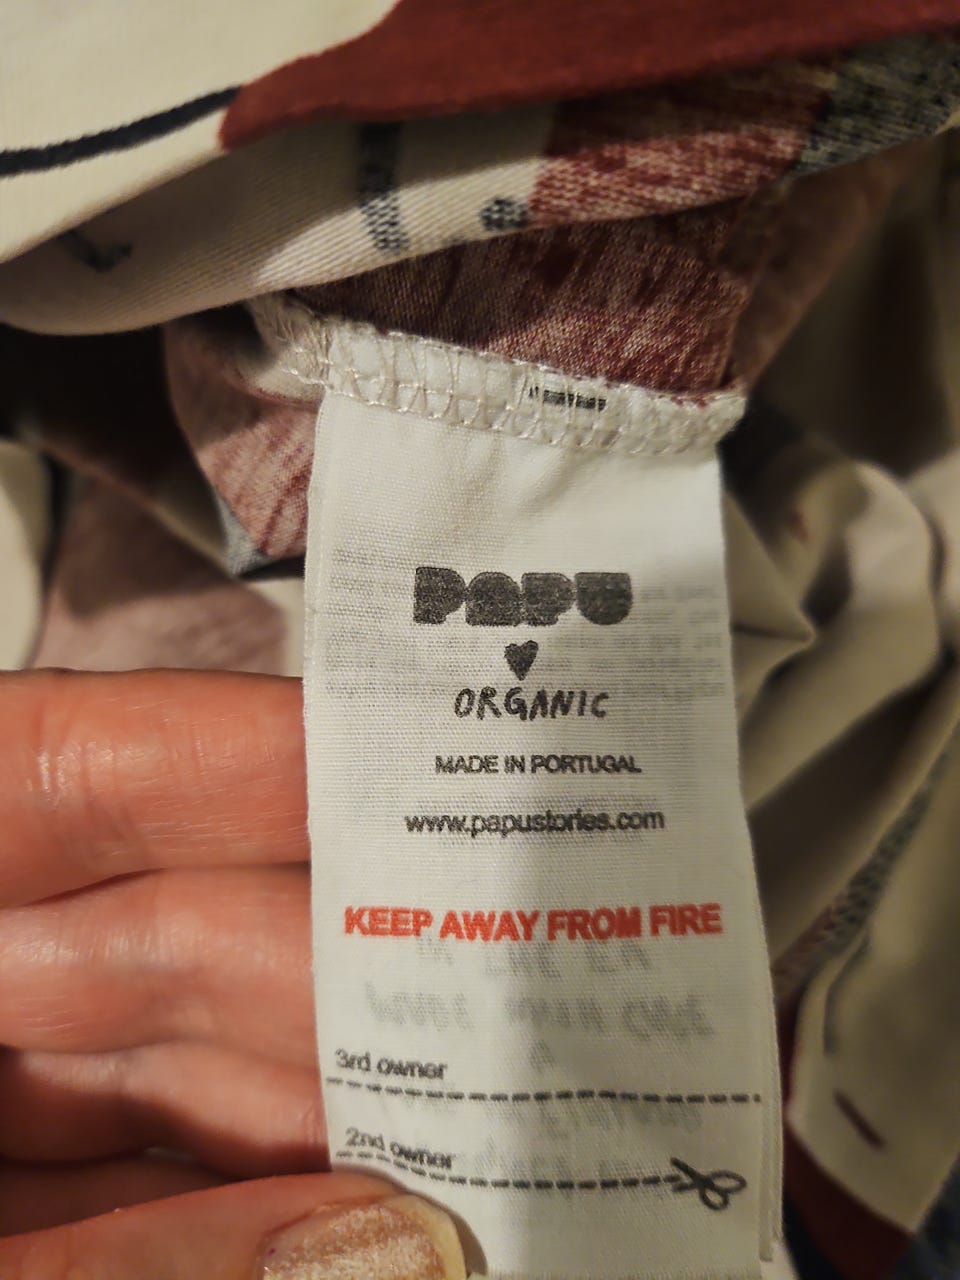 PAPU
ORGANIC
MADE IN PORTUGAL
www.papustories.com
KEEP AWAY FROM FIRE
3rd owner
2nd owner